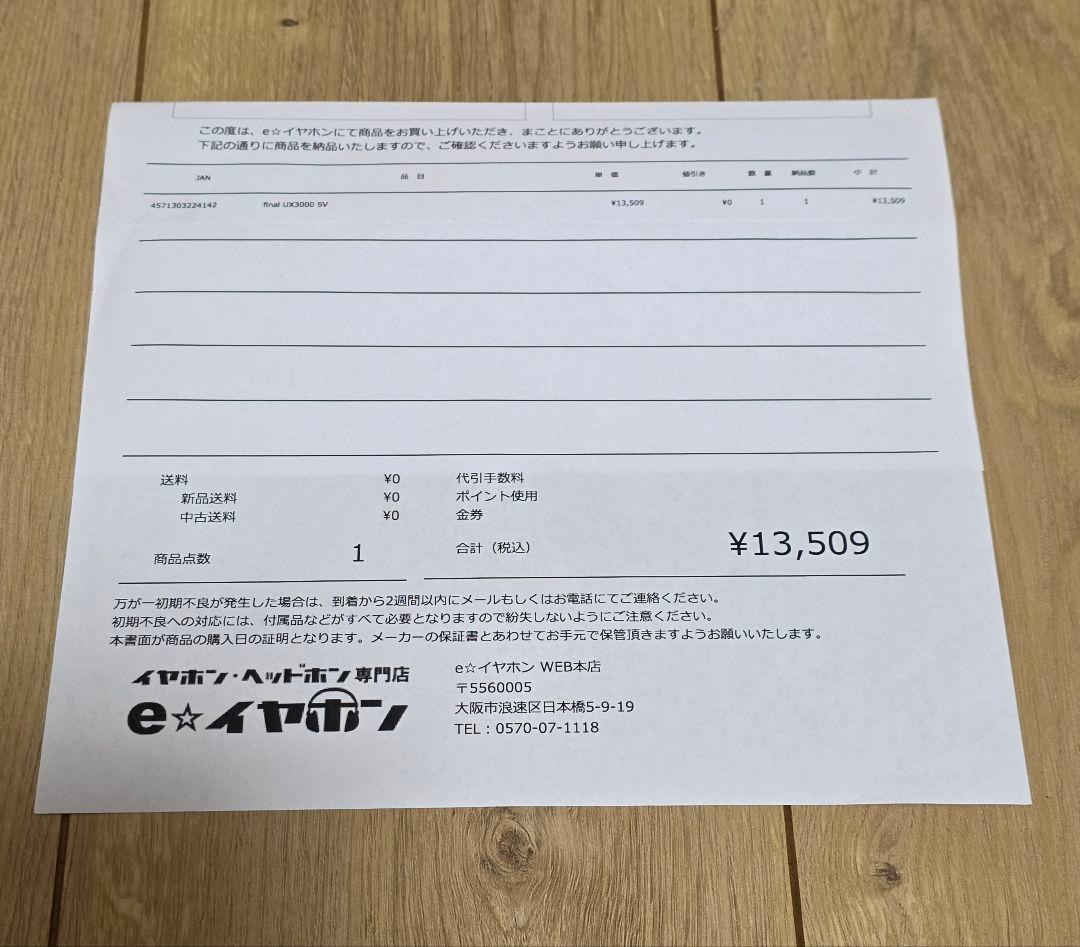 この度は、e☆イヤホンにて商品をお買い上げいただき、まことにありがとうございます。
下記の通りに商品を納品いたしますので、ご確認くださいますようお願い申し上げます。
JAN 品 目 単 価 値引き 数 量 納品数 小 計
4571303224142 final UX3000 SV ¥13,509 ¥0 1 1 ¥13,509
送料 ¥0 代引手数料
新品送料 ¥0 ポイント使用
中古送料 ¥0 金券
商品点数 1 合計（税込） ¥13,509
万が一初期不良が発生した場合は、到着から2週間以内にメールもしくはお電話にてご連絡ください。
初期不良への対応には、付属品などがすべて必要となりますので紛失しないようにご注意ください。
本書面が商品の購入日の証明となります。メーカーの保証書とあわせてお手元で保管頂きますようお願いいたします。
イヤホン・ヘッドホン専門店
e☆イヤホン
e☆イヤホン WEB本店
〒5560005
大阪市浪速区日本橋5-9-19
TEL：0570-07-1118